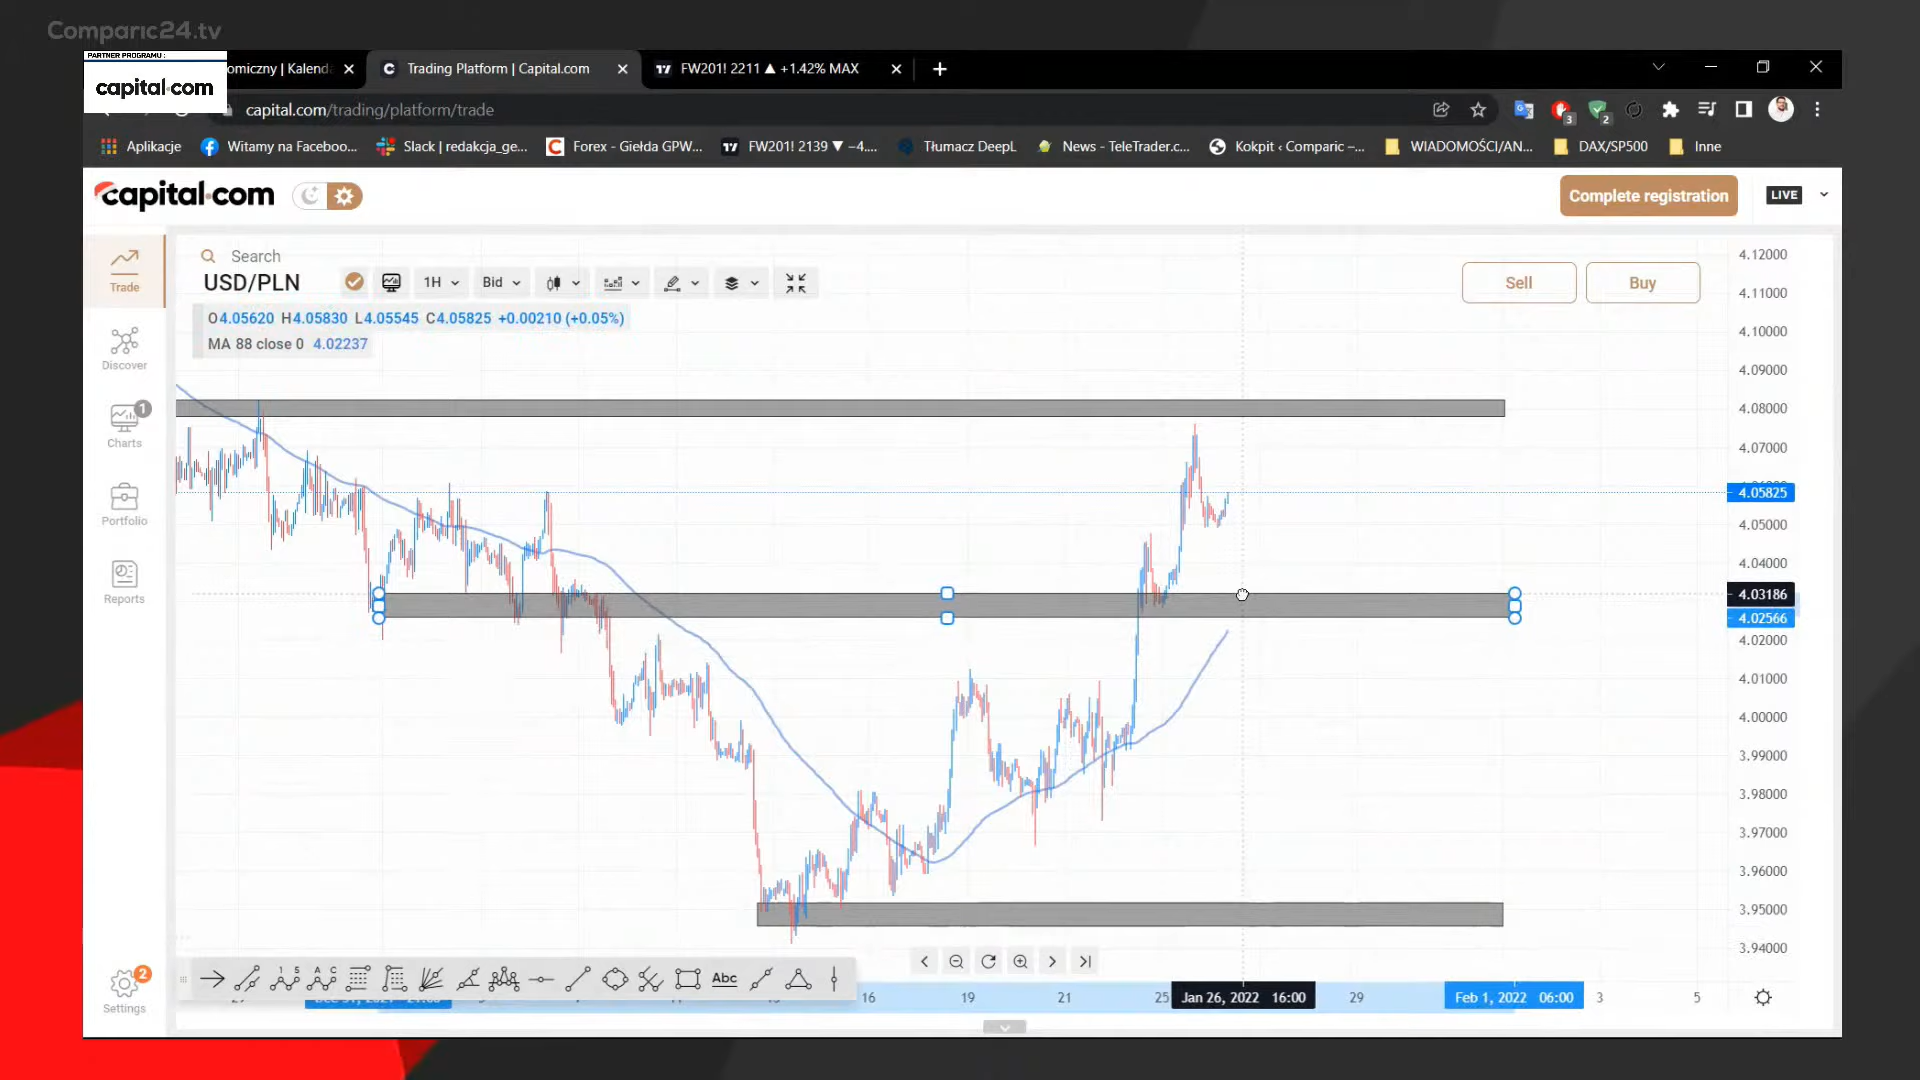 Comparic24.tv
PARTNER PROGRAMU :
capital.com
omiczny | Kalend
Trading Platform | Capital.com
FW201! 2211 ▲ +1.42% MAX
capital.com/trading/platform/trade
3
2
Aplikacje
Witamy na Faceboo...
Slack | redakcja_ge...
Forex - Giełda GPW...
FW201! 2139 ▼ −4....
Tłumacz DeepL
News - TeleTrader.c...
Kokpit ‹ Comparic –...
WIADOMOŚCI/AN...
DAX/SP500
Inne
capital.com
Complete registration
LIVE
Trade
Discover
Charts
1
Portfolio
Reports
Settings
2
Search
USD/PLN
1H
Bid
Sell
Buy
O4.05620 H4.05830 L4.05545 C4.05825 +0.00210 (+0.05%)
MA 88 close 0 4.02237
4.12000
4.11000
4.10000
4.09000
4.08000
4.07000
4.05825
4.05000
4.04000
4.03186
4.02566
4.02000
4.01000
4.00000
3.99000
3.98000
3.97000
3.96000
3.95000
3.94000
Abc
16
19
21
25
Jan 26, 2022 16:00
29
Feb 1, 2022 06:00
3
5